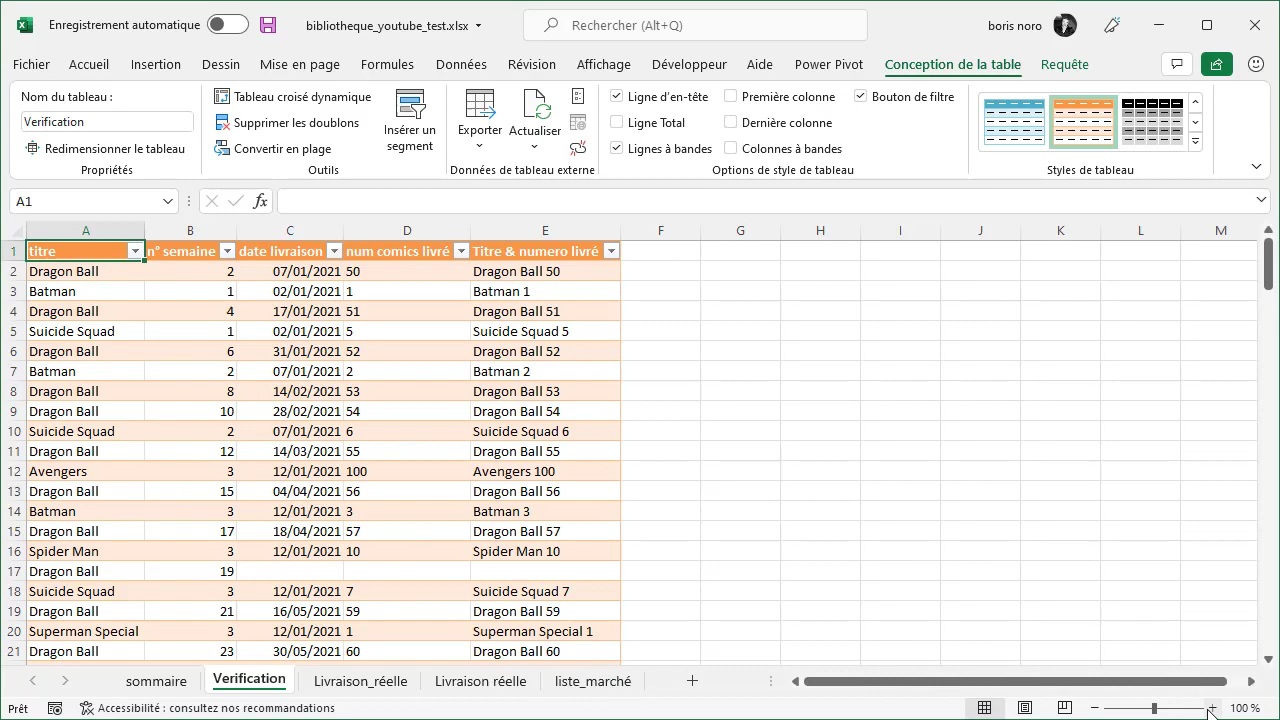 Enregistrement automatique bibliotheque_youtube_test.xlsx Rechercher (Alt+Q) boris noro
Fichier Accueil Insertion Dessin Mise en page Formules Données Révision Affichage Développeur Aide Power Pivot Conception de la table Requête
Nom du tableau : Tableau croisé dynami Ligne d'en-tête Première colonne Bouton de filtre
Verification Supprimer les doublons Insérer un segment Exporter Actualiser Ligne Total Dernière colonne
Redimensionner le tableau Convertir en plage Lignes à bandes Colonnes à bandes
Propriétés Outils Données de tableau externe Options de style de tableau Styles de tableau
A1 fx
A B C D E F G H I J K L M
1 titre n° semaine date livraison num comics livré Titre & numero livré
2 Dragon Ball 2 07/01/2021 50 Dragon Ball 50
3 Batman 1 02/01/2021 1 Batman 1
4 Dragon Ball 4 17/01/2021 51 Dragon Ball 51
5 Suicide Squad 1 02/01/2021 5 Suicide Squad 5
6 Dragon Ball 6 31/01/2021 52 Dragon Ball 52
7 Batman 2 07/01/2021 2 Batman 2
8 Dragon Ball 8 14/02/2021 53 Dragon Ball 53
9 Dragon Ball 10 28/02/2021 54 Dragon Ball 54
10 Suicide Squad 2 07/01/2021 6 Suicide Squad 6
11 Dragon Ball 12 14/03/2021 55 Dragon Ball 55
12 Avengers 3 12/01/2021 100 Avengers 100
13 Dragon Ball 15 04/04/2021 56 Dragon Ball 56
14 Batman 3 12/01/2021 3 Batman 3
15 Dragon Ball 17 18/04/2021 57 Dragon Ball 57
16 Spider Man 3 12/01/2021 10 Spider Man 10
17 Dragon Ball 19
18 Suicide Squad 3 12/01/2021 7 Suicide Squad 7
19 Dragon Ball 21 16/05/2021 59 Dragon Ball 59
20 Superman Special 3 12/01/2021 1 Superman Special 1
21 Dragon Ball 23 30/05/2021 60 Dragon Ball 60
sommaire Verification Livraison_réelle Livraison réelle liste_marché
Prêt Accessibilité : consultez nos recommandations 100 %